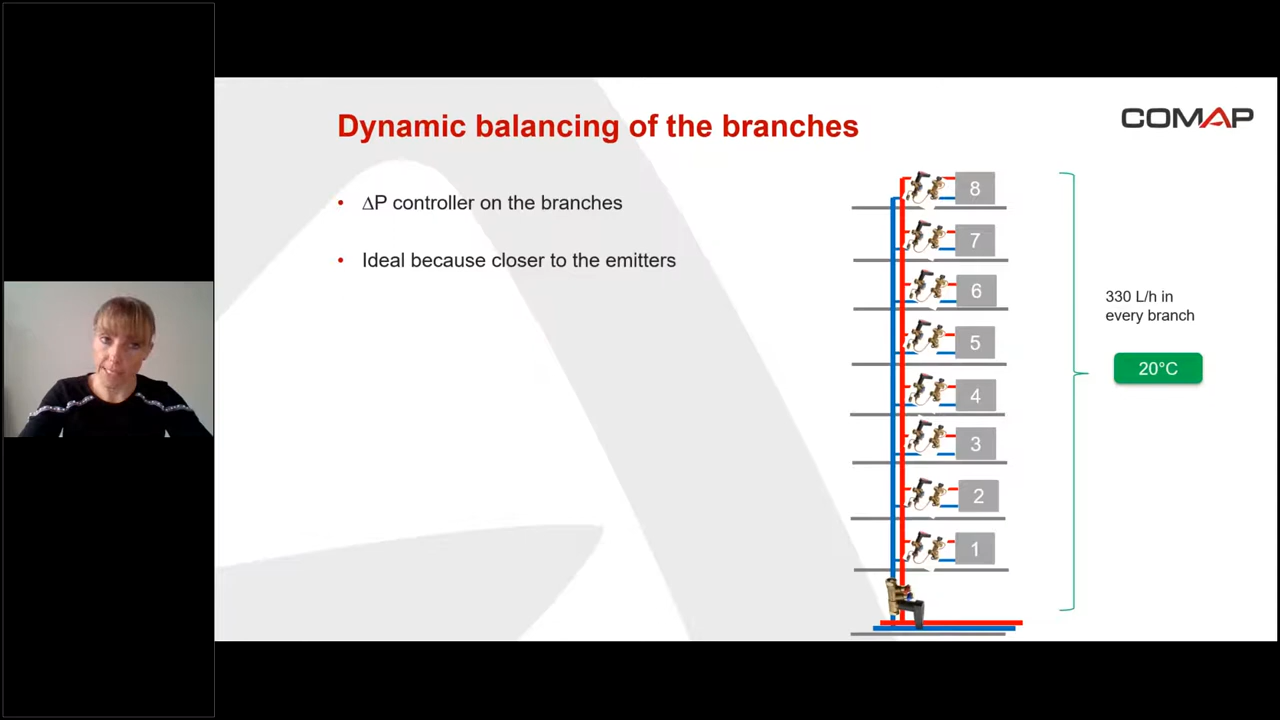 Dynamic balancing of the branches
COMAP
• ∆P controller on the branches
• Ideal because closer to the emitters
8
7
6
5
4
3
2
1
330 L/h in
every branch
20°C